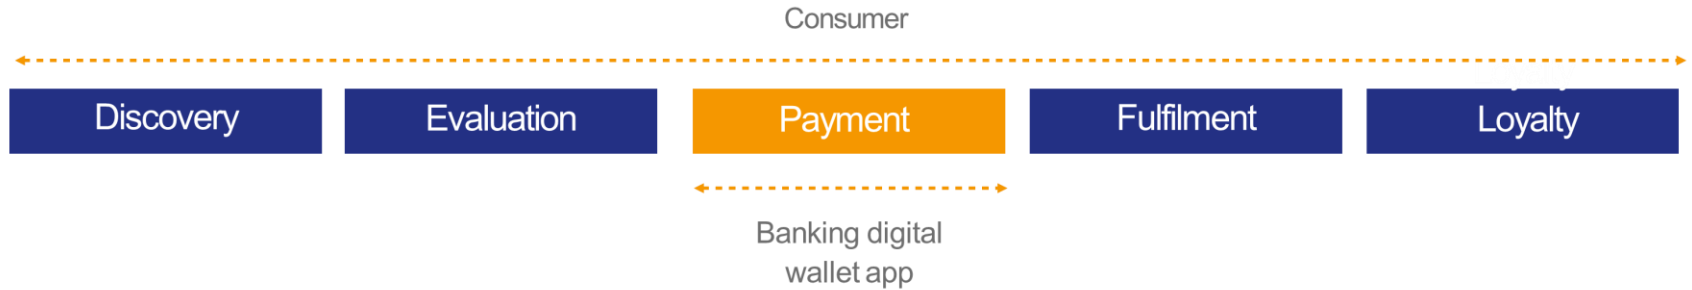 Consumer
Discovery
Evaluation
Payment
Fulfilment
Loyalty
Banking digital
wallet app